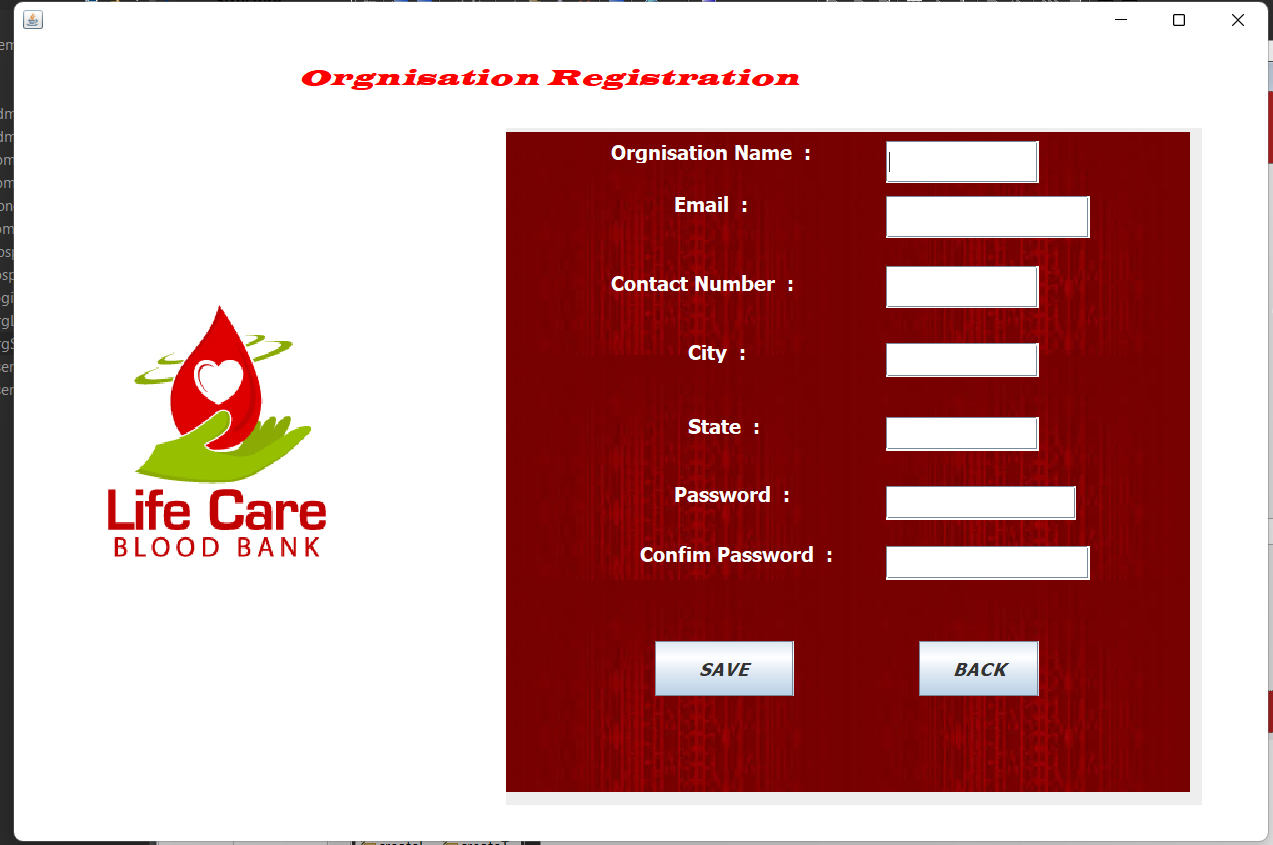 Orgnisation Registration
Orgnisation Name :
Email :
Contact Number :
City :
State :
Password :
Confim Password :
SAVE
BACK
Life Care
BLOOD BANK